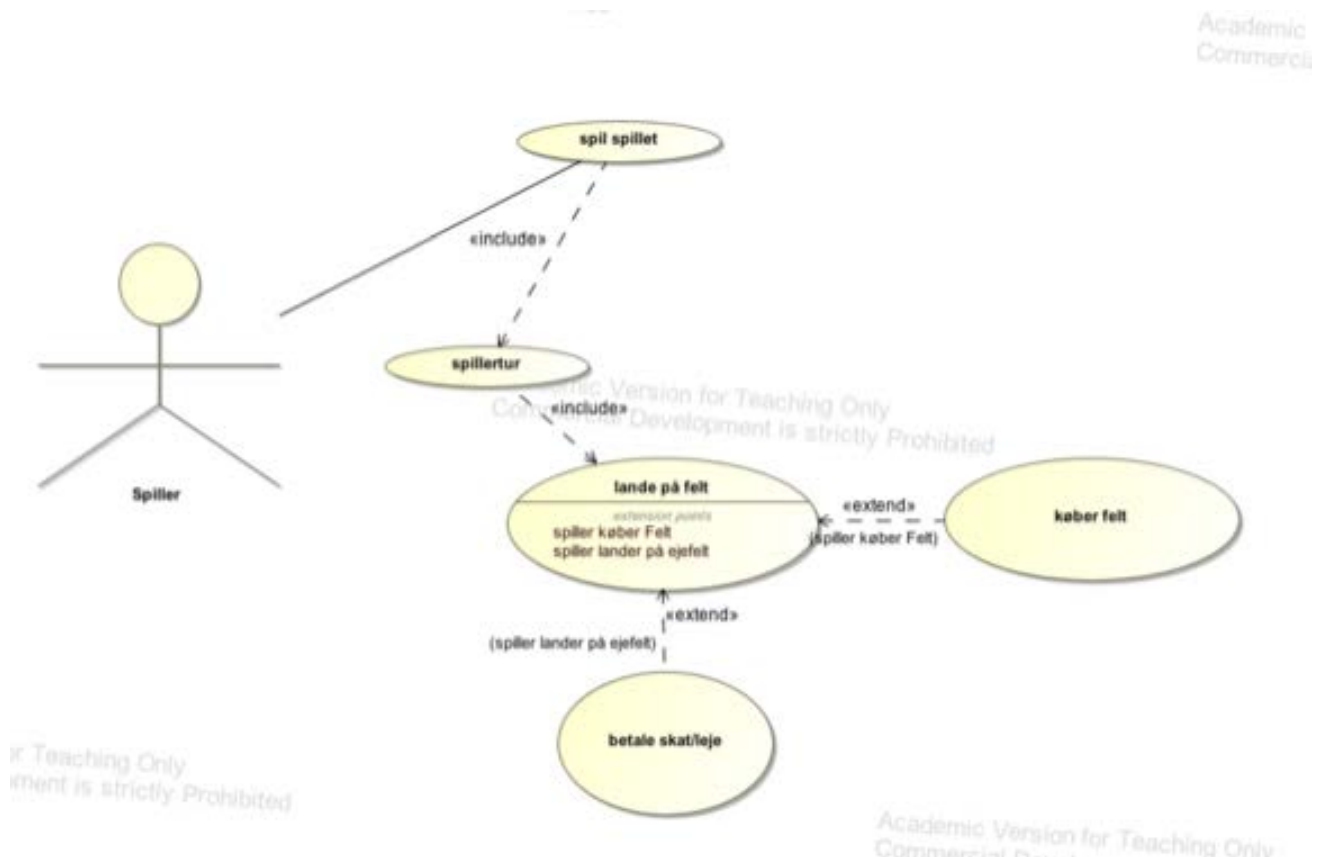 Academic
Commercia
spil spillet
«include»
spillertur
Academic Version for Teaching Only
«include»
Commercial Development is strictly Prohibited
lande på felt
extension points
spiller køber Felt
spiller lander på ejefelt
«extend»
(spiller køber Felt)
køber felt
Spiller
«extend»
(spiller lander på ejefelt)
betale skat/leje
or Teaching Only
ment is strictly Prohibited
Academic Version for Teaching Only
Commercial